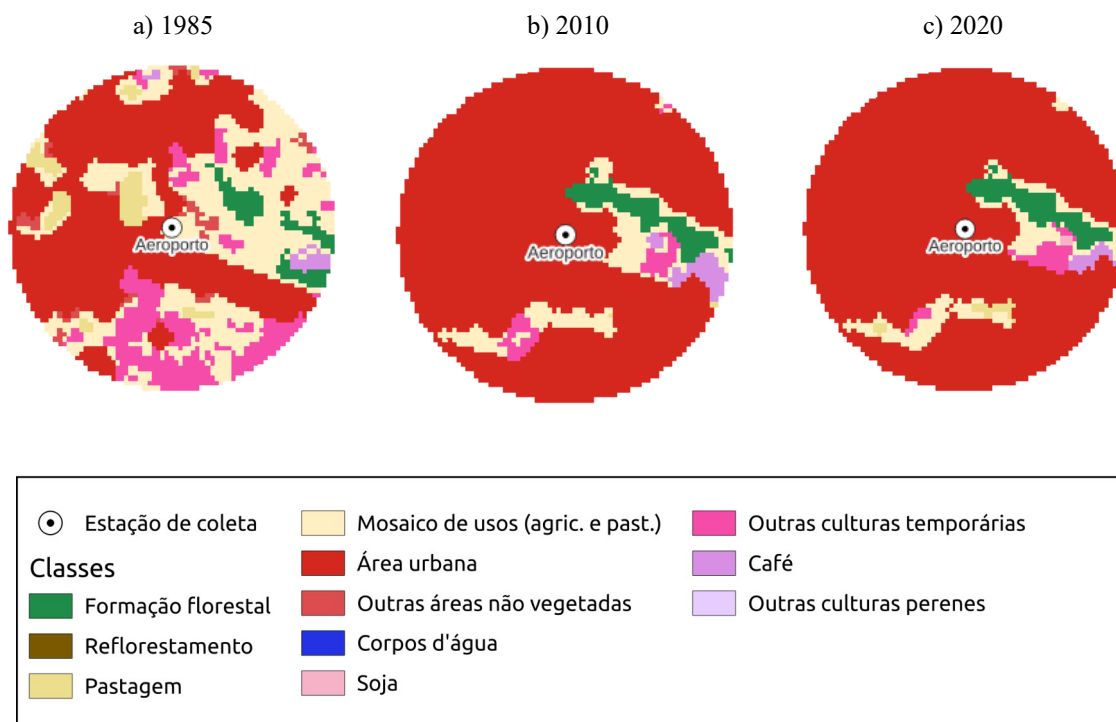 a) 1985
b) 2010
c) 2020
Aeroporto
Aeroporto
Aeroporto
Estação de coleta
Classes
Formação florestal
Reflorestamento
Pastagem
Mosaico de usos (agric. e past.)
Área urbana
Outras áreas não vegetadas
Corpos d'água
Soja
Outras culturas temporárias
Café
Outras culturas perenes